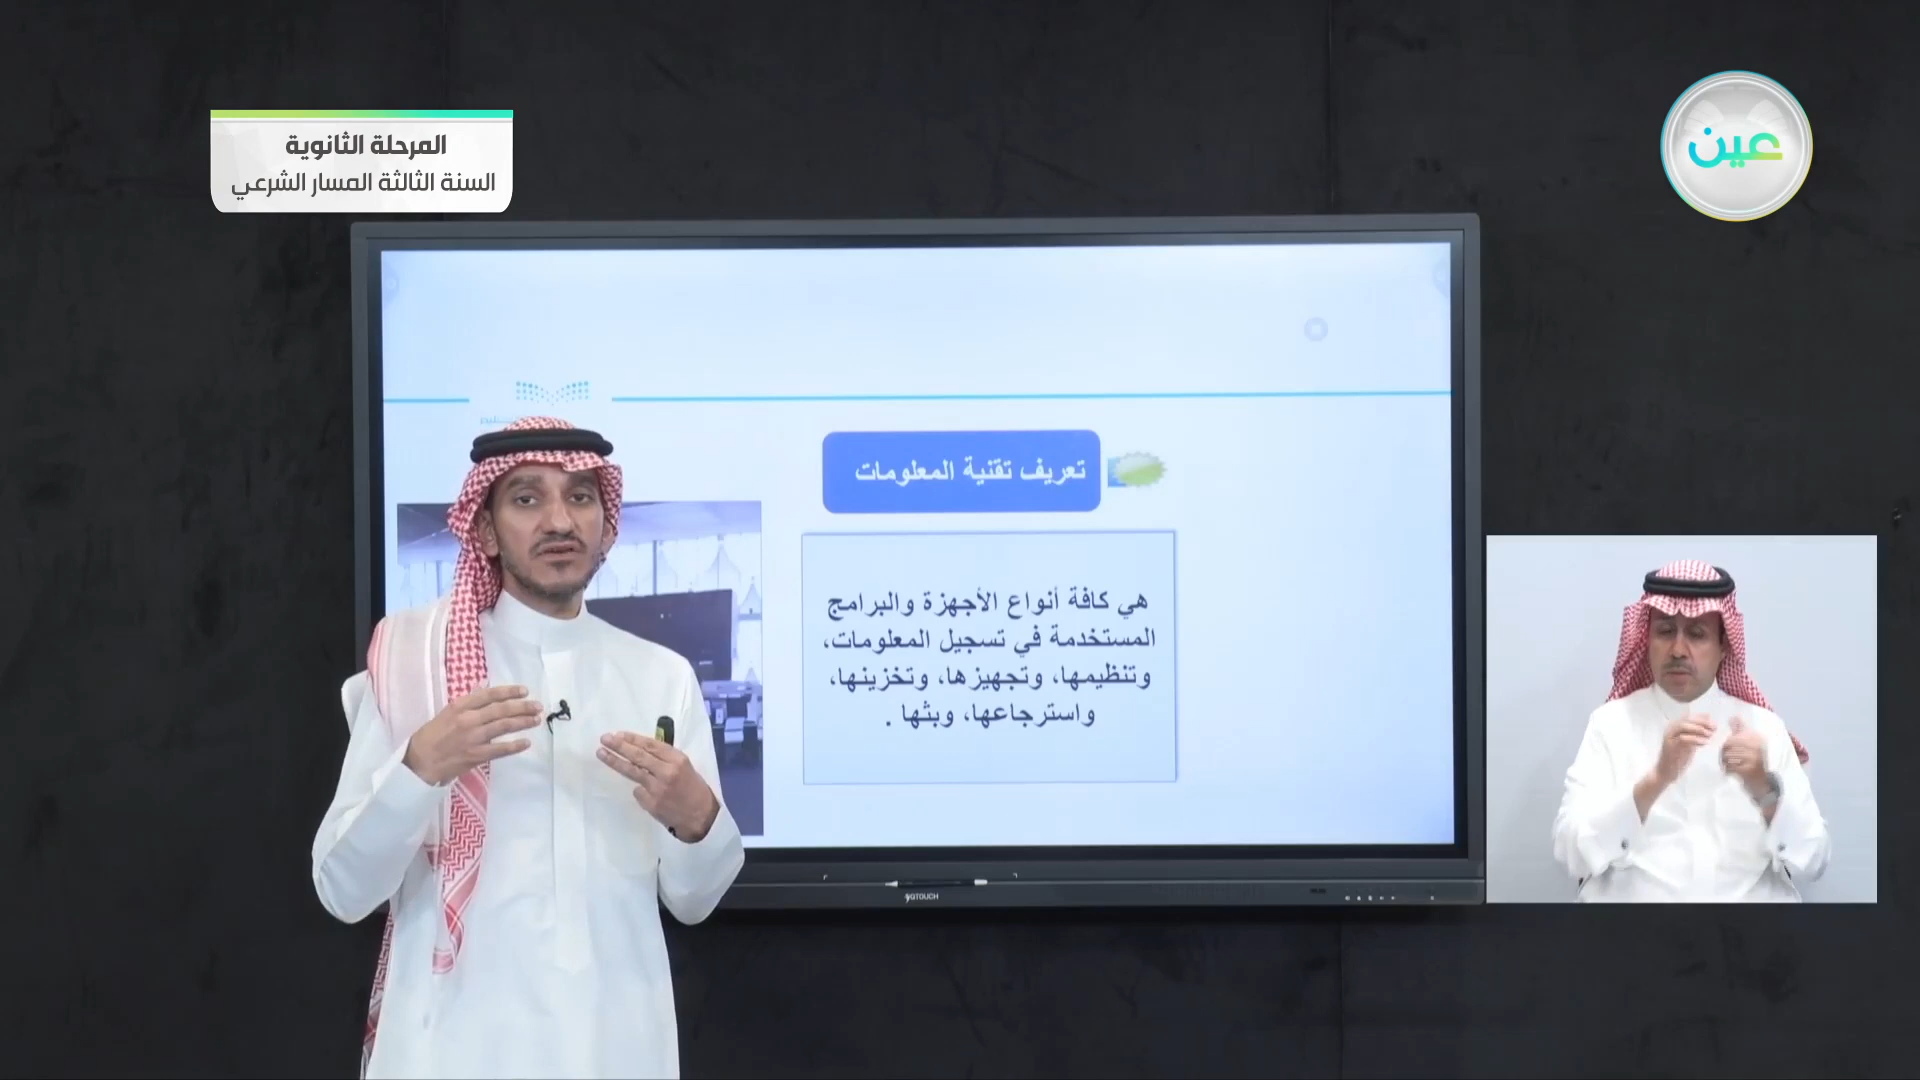 المرحلة الثانوية
السنة الثالثة المسار الشرعي
عين
تعريف تقنية المعلومات
هي كافة أنواع الأجهزة والبرامج
المستخدمة في تسجيل المعلومات،
وتنظيمها، وتجهيزها، وتخزينها،
واسترجاعها، وبثها .